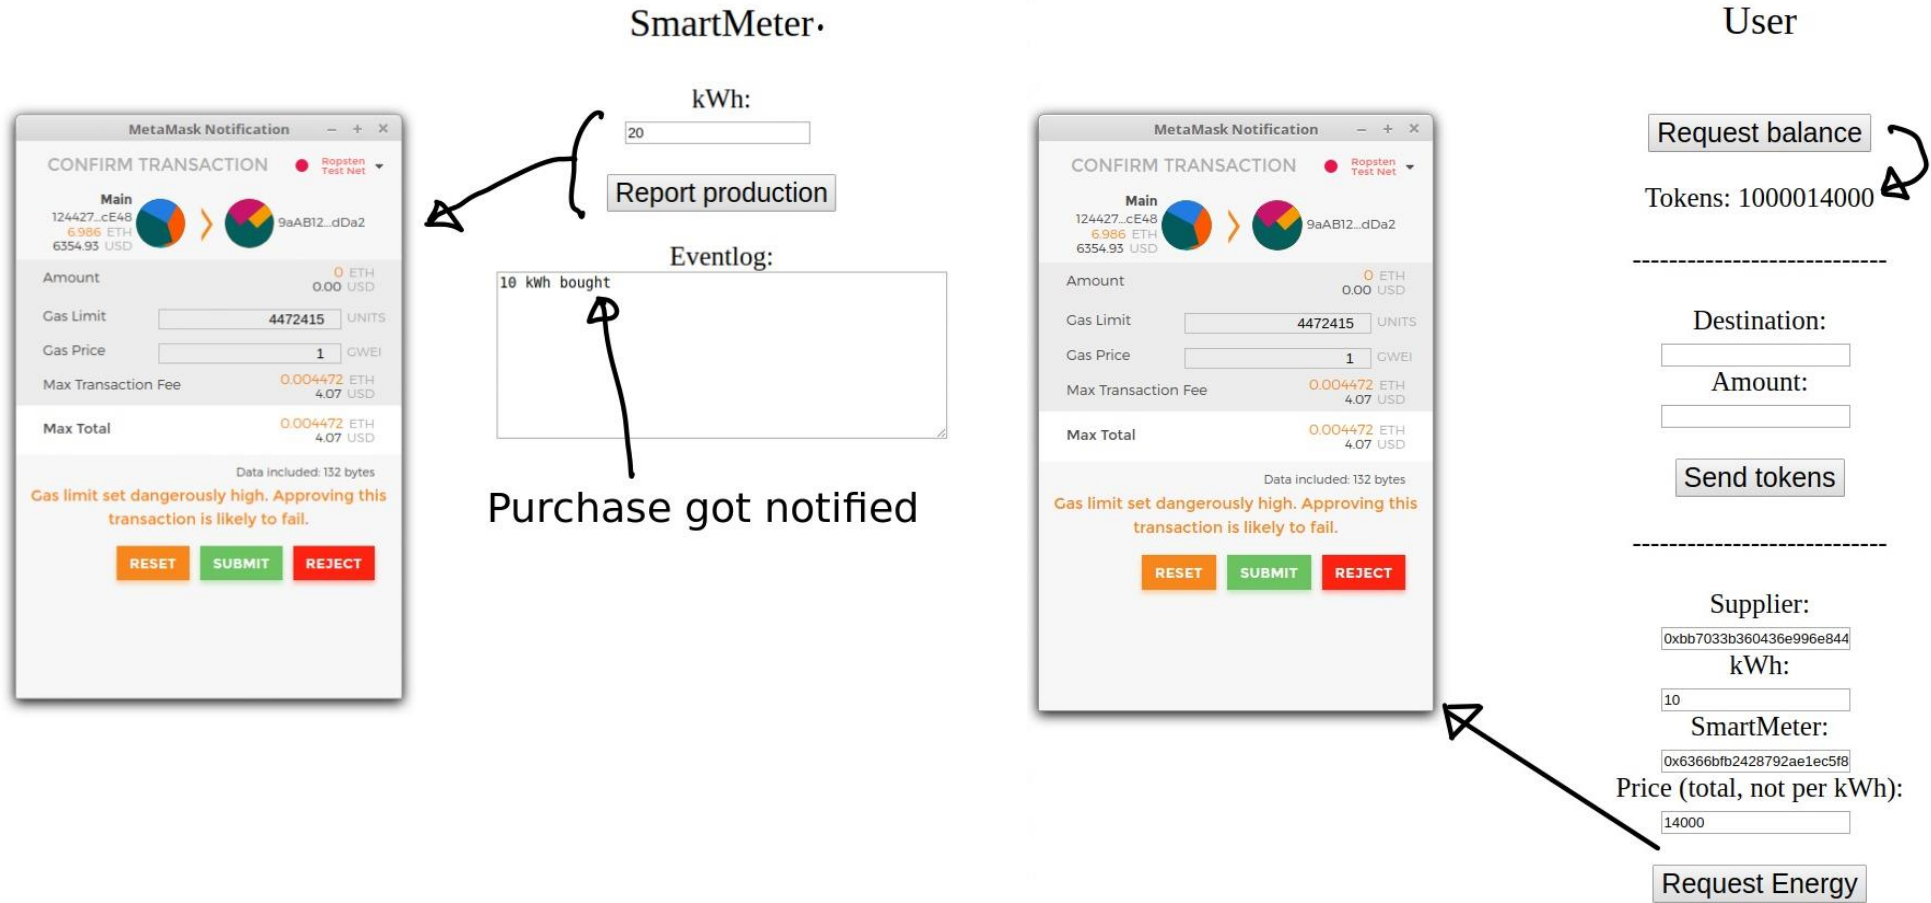 SmartMeter.
kWh:
20
Report production
Eventlog:
10 kWh bought
Purchase got notified
MetaMask Notification
CONFIRM TRANSACTION
Ropsten
Test Net
Main
124427...cE48
6.986 ETH
6354.93 USD
9aAB12...dDa2
Amount
0 ETH
0.00 USD
Gas Limit 4472415 UNITS
Gas Price 1 GWEI
Max Transaction Fee
0.004472 ETH
4.07 USD
Max Total
0.004472 ETH
4.07 USD
Data included: 132 bytes
Gas limit set dangerously high. Approving this
transaction is likely to fail.
RESET SUBMIT REJECT
User
Request balance
Tokens: 1000014000
----------------------------
Destination:
Amount:
Send tokens
----------------------------
Supplier:
0xbb7033b360436e996e844
kWh:
10
SmartMeter:
0x6366bfb2428792ae1ec5f8
Price (total, not per kWh):
14000
Request Energy
MetaMask Notification
CONFIRM TRANSACTION
Ropsten
Test Net
Main
124427...cE48
6.986 ETH
6354.93 USD
9aAB12...dDa2
Amount
0 ETH
0.00 USD
Gas Limit 4472415 UNITS
Gas Price 1 GWEI
Max Transaction Fee
0.004472 ETH
4.07 USD
Max Total
0.004472 ETH
4.07 USD
Data included: 132 bytes
Gas limit set dangerously high. Approving this
transaction is likely to fail.
RESET SUBMIT REJECT